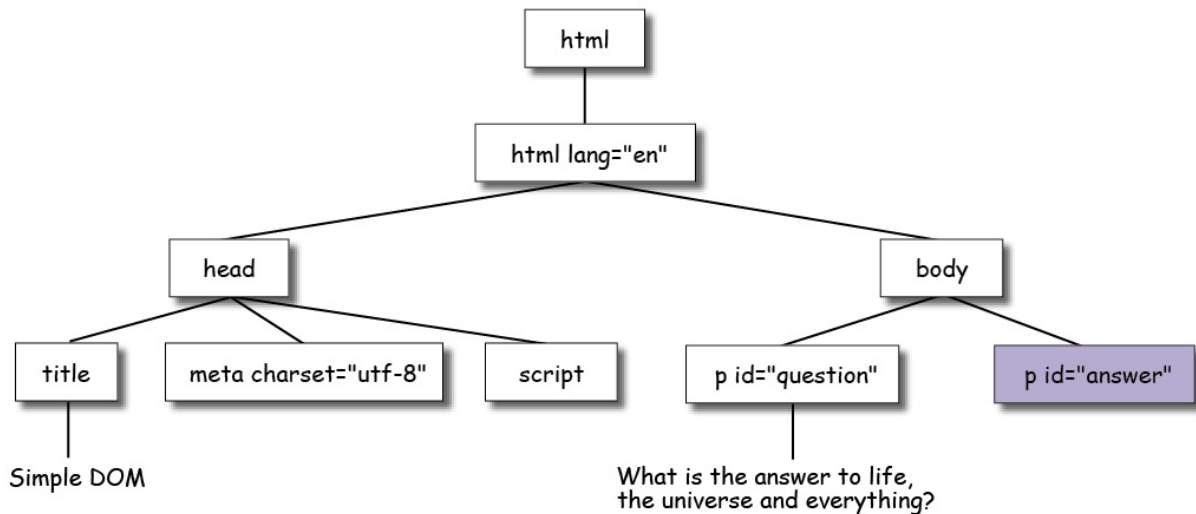 html
html lang="en"
head
body
title
meta charset="utf-8"
script
p id="question"
p id="answer"
Simple DOM
What is the answer to life,
the universe and everything?